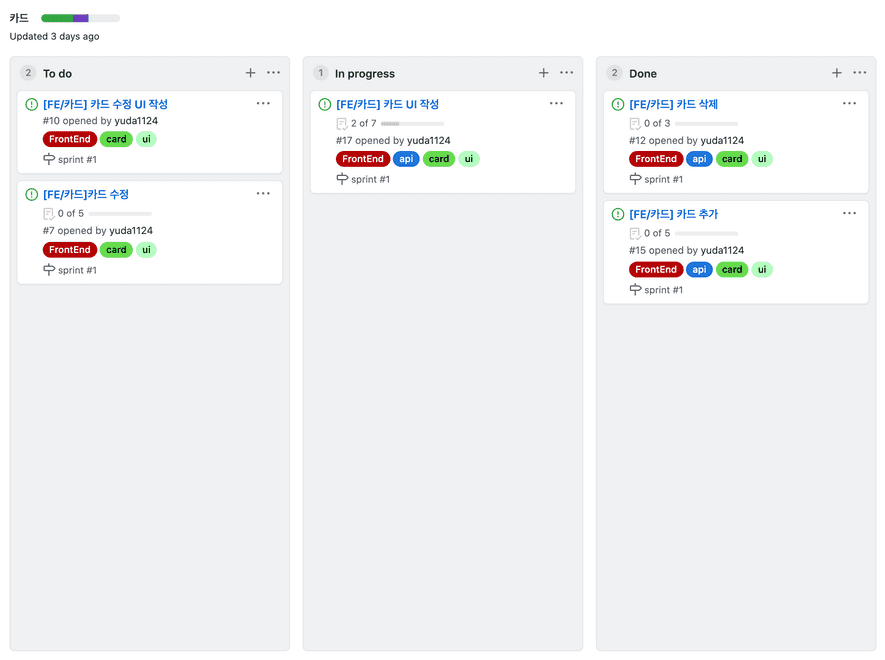 카드
Updated 3 days ago
2 To do
[FE/카드] 카드 수정 UI 작성
#10 opened by yuda1124
FrontEnd card ui
sprint #1
[FE/카드]카드 수정
0 of 5
#7 opened by yuda1124
FrontEnd card ui
sprint #1
1 In progress
[FE/카드] 카드 UI 작성
2 of 7
#17 opened by yuda1124
FrontEnd api card ui
sprint #1
2 Done
[FE/카드] 카드 삭제
0 of 3
#12 opened by yuda1124
FrontEnd api card ui
sprint #1
[FE/카드] 카드 추가
0 of 5
#15 opened by yuda1124
FrontEnd api card ui
sprint #1